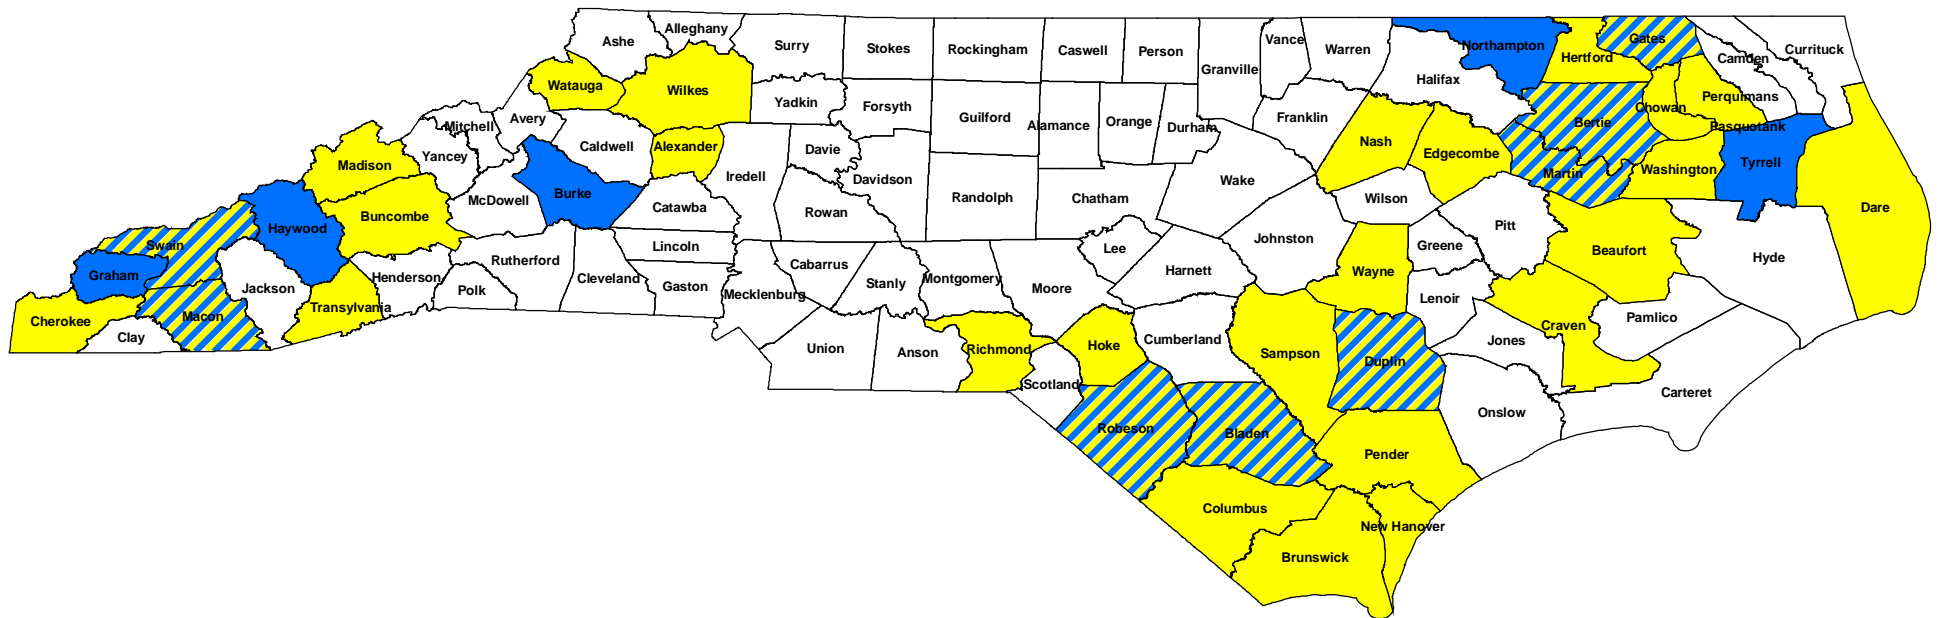 Alleghany
Ashe
Surry
Stokes
Rockingham
Caswell
Person
Vance
Granville
Warren
Northampton
Hertford
Gates
Camden
Currituck
Halifax
Watauga
Wilkes
Yadkin
Forsyth
Guilford
Alamance
Orange
Durham
Franklin
Bertie
Chowan
Perquimans
Pasquotank
Mitchell
Avery
Yancey
Caldwell
Alexander
Davie
Iredell
Davidson
Randolph
Chatham
Wake
Nash
Edgecombe
Martin
Washington
Tyrrell
Dare
Madison
Buncombe
McDowell
Burke
Catawba
Rowan
Wilson
Pitt
Greene
Beaufort
Hyde
Haywood
Swain
Graham
Jackson
Henderson
Rutherford
Polk
Cleveland
Lincoln
Gaston
Mecklenburg
Cabarrus
Stanly
Montgomery
Moore
Lee
Harnett
Johnston
Wayne
Lenoir
Craven
Pamlico
Cherokee
Clay
Macon
Transylvania
Union
Anson
Richmond
Scotland
Hoke
Cumberland
Sampson
Duplin
Jones
Onslow
Carteret
Robeson
Bladen
Pender
Columbus
Brunswick
New Hanover